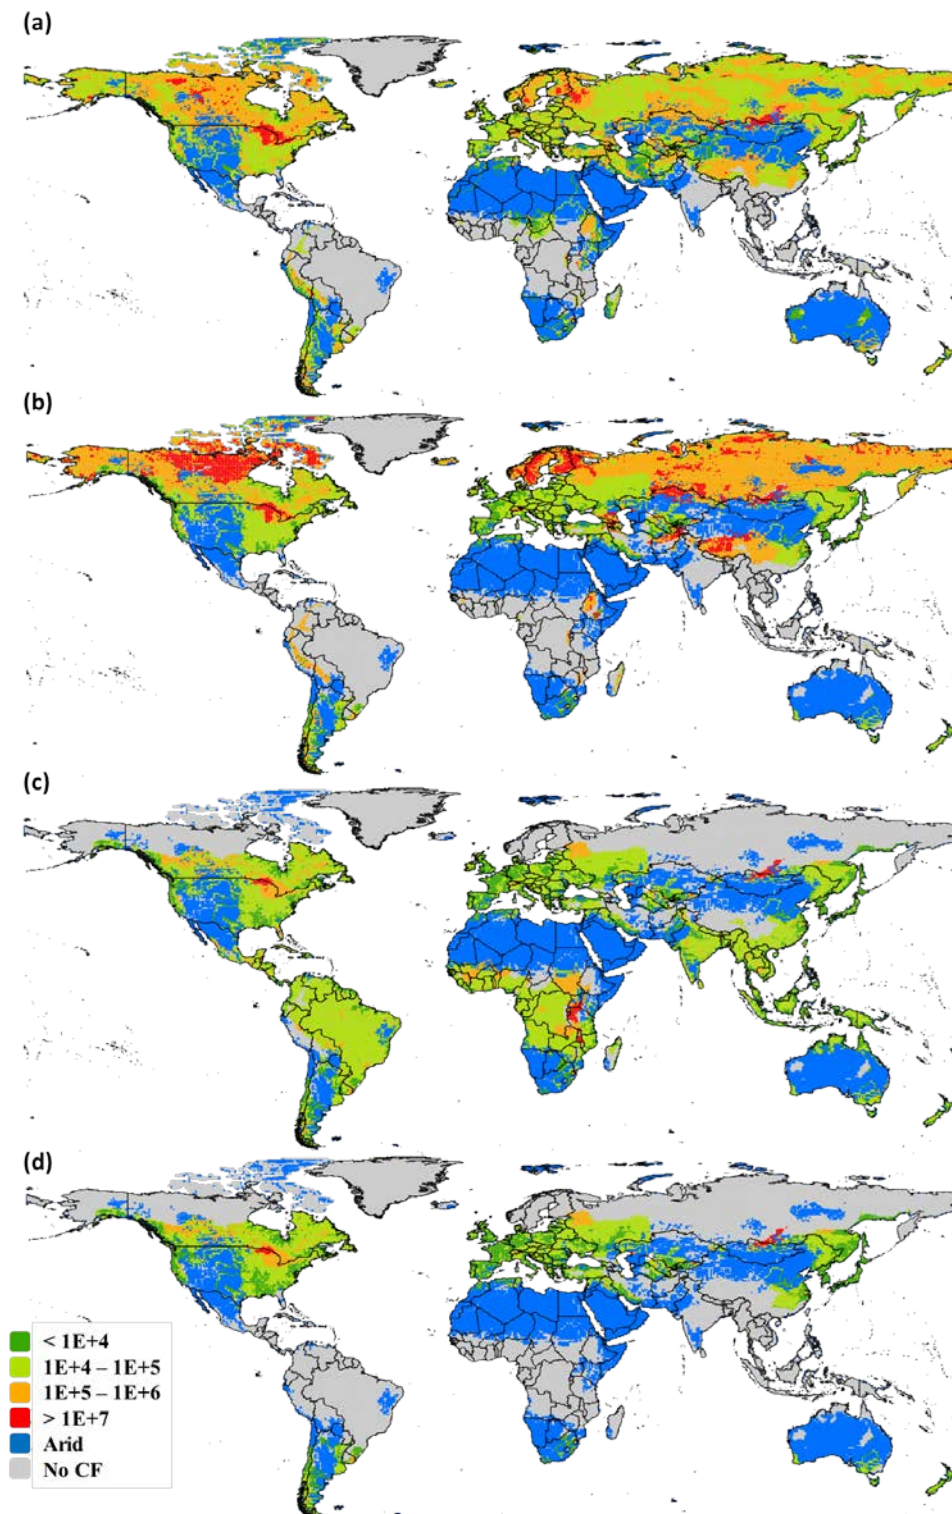 (a)
(b)
(c)
(d)
< 1E+4
1E+4 – 1E+5
1E+5 – 1E+6
> 1E+7
Arid
No CF